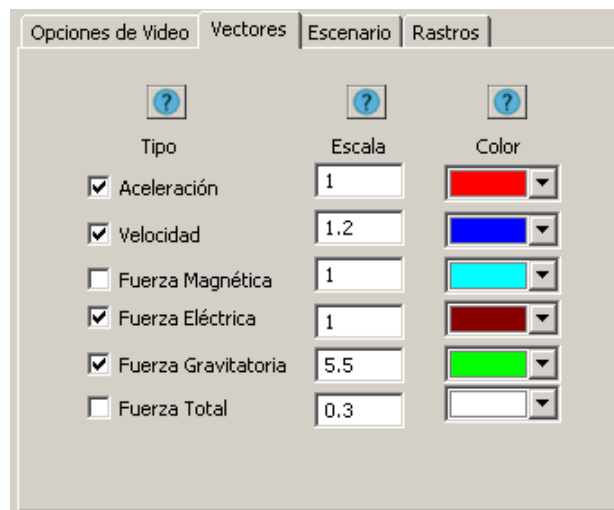 Opciones de Video Vectores Escenario Rastros
? ? ?
Tipo Escala Color
Aceleración 1
Velocidad 1.2
Fuerza Magnética 1
Fuerza Eléctrica 1
Fuerza Gravitatoria 5.5
Fuerza Total 0.3